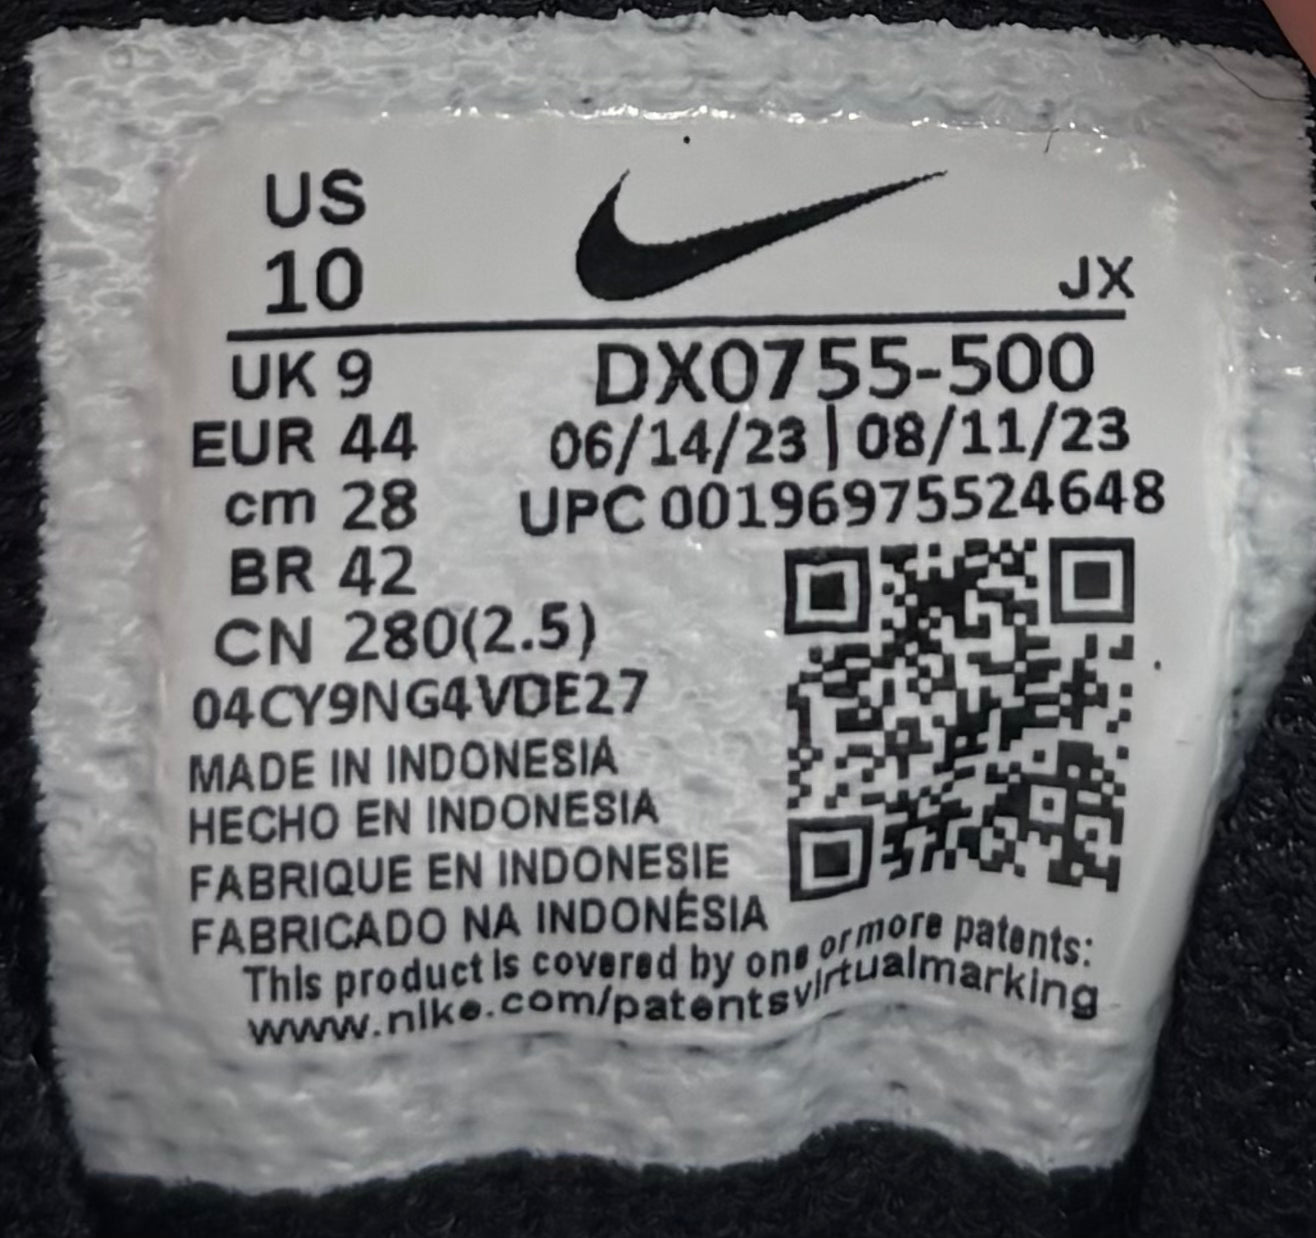 US
10
JX
UK 9
DX0755-500
EUR 44
06/14/23 | 08/11/23
cm 28
UPC 00196975524648
BR 42
CN 280(2.5)
04CY9NG4VDE27
MADE IN INDONESIA
HECHO EN INDONESIA
FABRIQUE EN INDONESIE
FABRICADO NA INDONÉSIA
This product is covered by one or more patents:
www.nike.com/patentsvirtualmarking